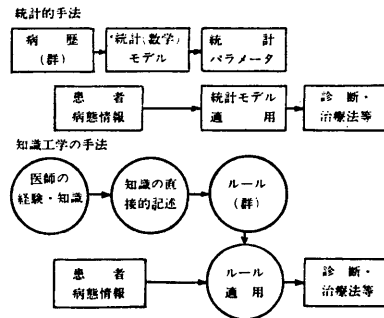 統計的手法
病歴
(群)
統計(数学)
モデル
統計
パラメータ
患者
病態情報
統計モデル
適用
診断・
治療法等
知識工学の手法
医師の
経験・知識
知識の直
接的記述
ルール
(群)
患者
病態情報
ルール
適用
診断・
治療法等